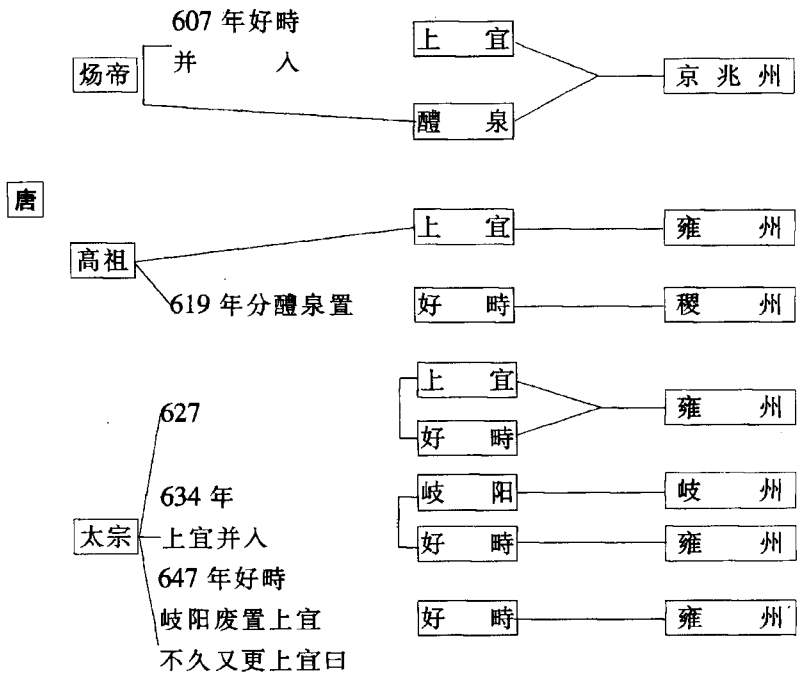 607 年好畤
炀帝 并 入 上宜 醴泉 京兆州
唐
高祖 上宜 雍州
619 年分醴泉置 好畤 稷州
太宗
627 上宜 好畤 雍州
634 年 岐阳 岐州
上宜并入 好畤 雍州
647 年好畤
岐阳废置上宜 好畤 雍州
不久又更上宜曰